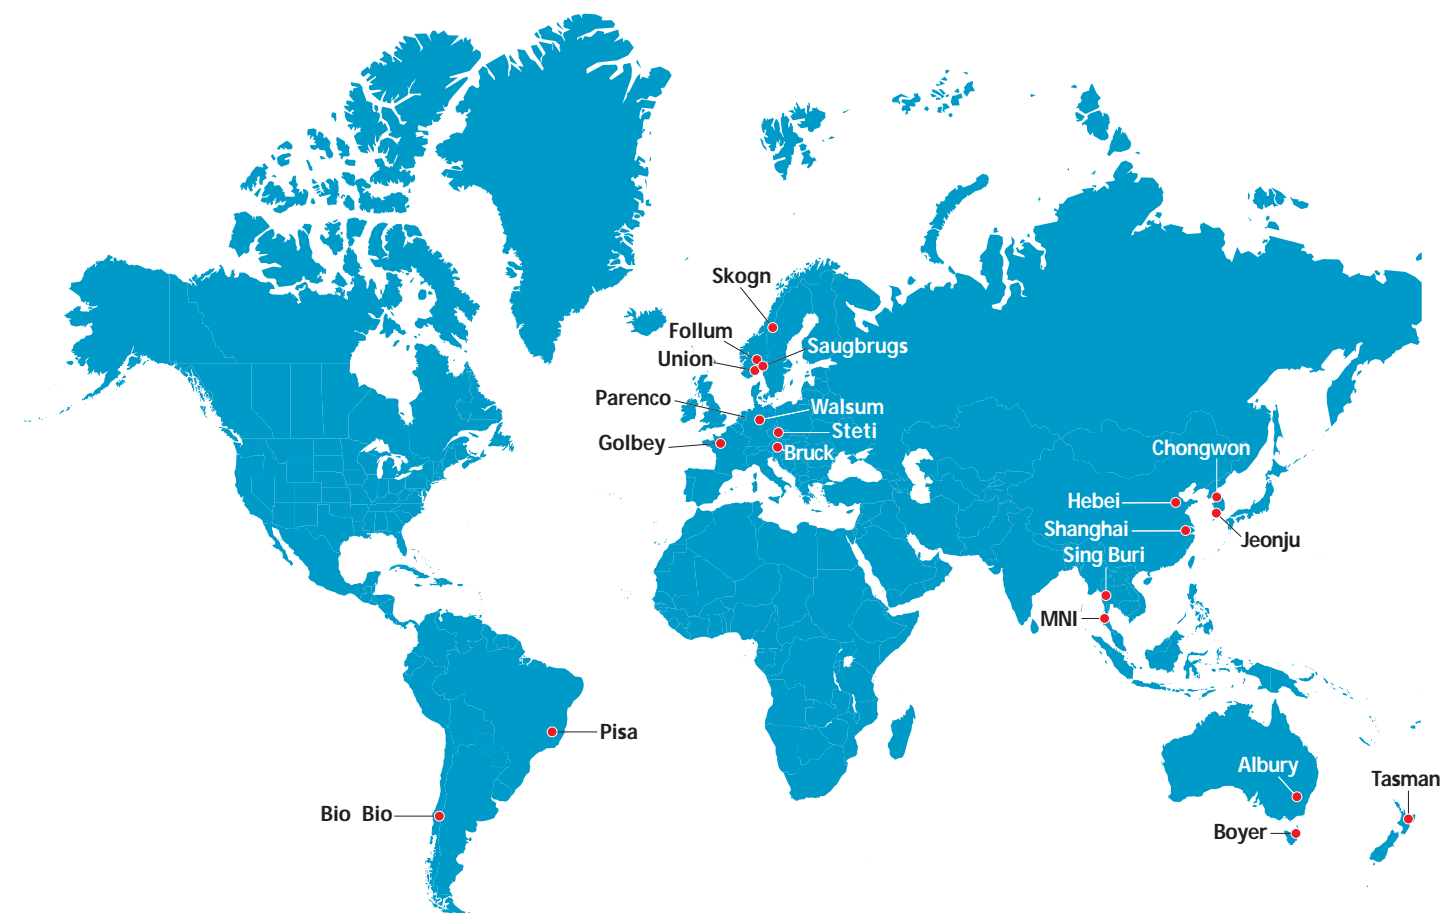 Skogn
Follum
Saugbrugs
Union
Parenco
Walsum
Steti
Golbey
Bruck
Chongwon
Hebei
Shanghai
Jeonju
Sing Buri
MNI
Pisa
Albury
Tasman
Bio Bio
Boyer